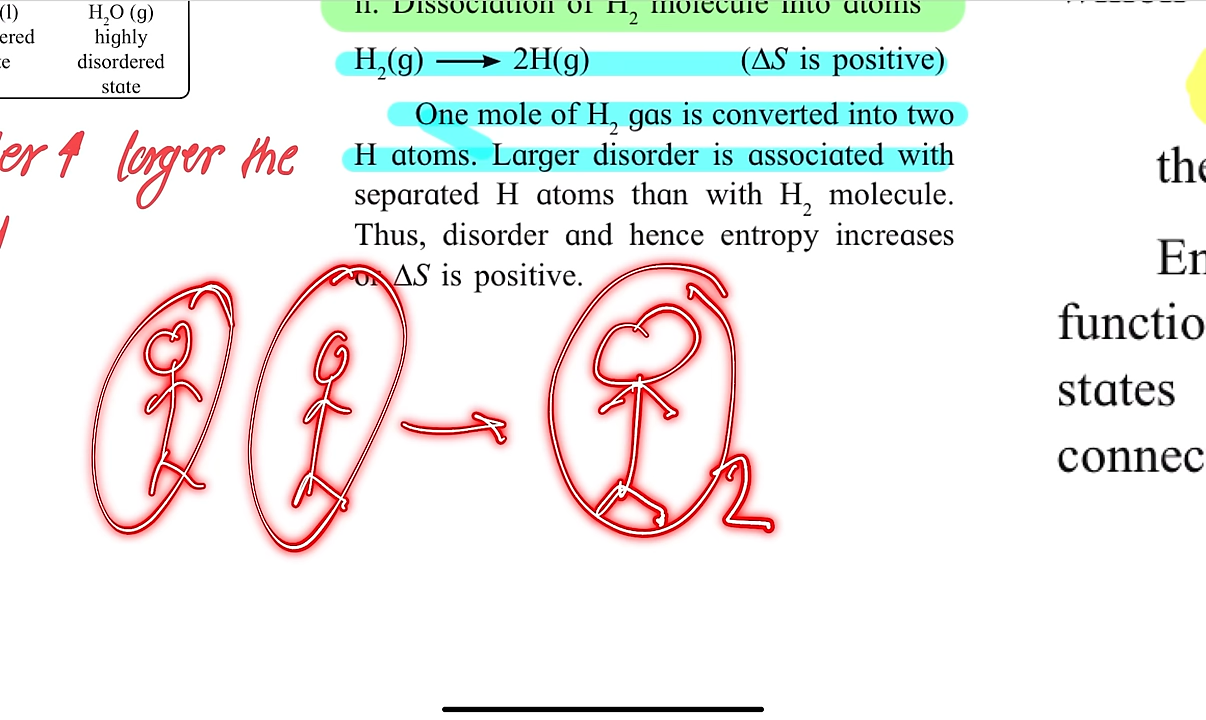 (l)
ered
H₂O (g)
highly
disordered
state
er ↑ larger the
II. Dissociation of H₂ molecule into atoms
H₂(g) ⟶ 2H(g) (ΔS is positive)
One mole of H₂ gas is converted into two
H atoms. Larger disorder is associated with
separated H atoms than with H₂ molecule.
Thus, disorder and hence entropy increases
or ΔS is positive.
→
2
the
En
functio
states
connec